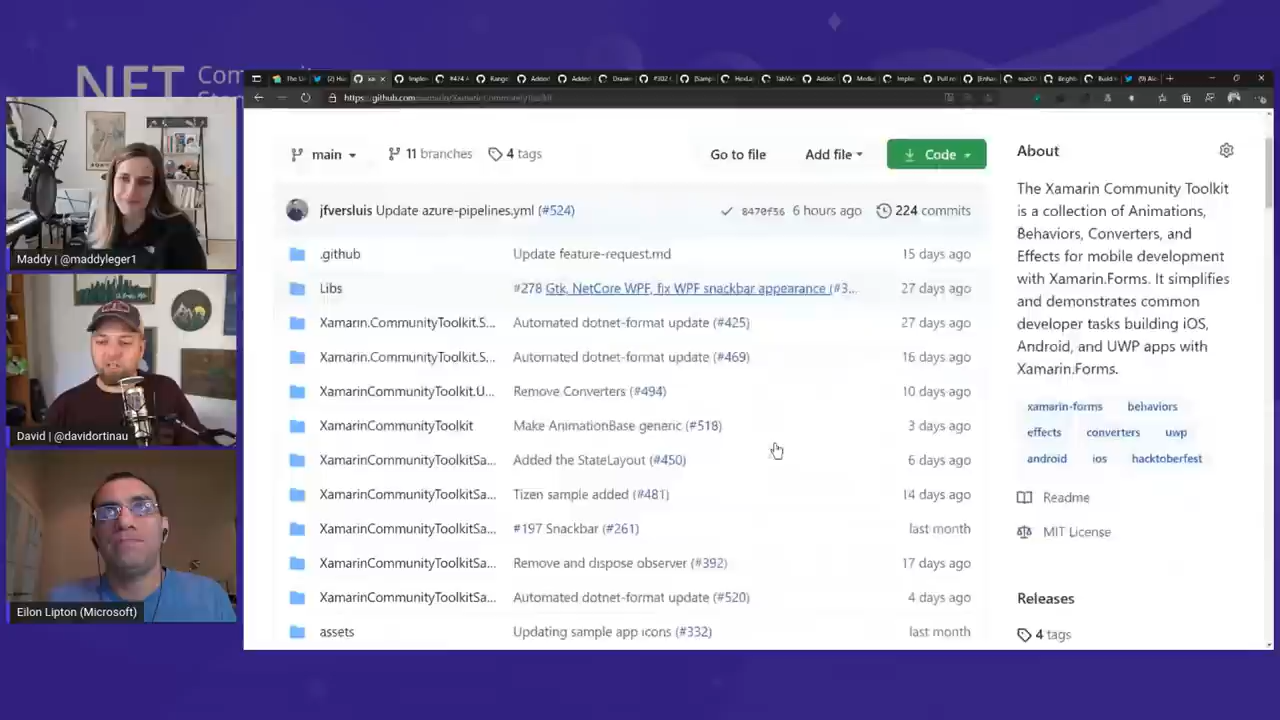 .NET Com
Maddy | @maddyleger1
David | @davidortinau
Eilon Lipton (Microsoft)
https://github.com/xamarin/XamarinCommunityToolkit
main
11 branches
4 tags
Go to file
Add file
Code
jfversluis Update azure-pipelines.yml (#524)
8470f56 6 hours ago
224 commits
.github Update feature-request.md 15 days ago
Libs #278 Gtk, NetCore WPF, fix WPF snackbar appearance (#3... 27 days ago
Xamarin.CommunityToolkit.S... Automated dotnet-format update (#425) 27 days ago
Xamarin.CommunityToolkit.S... Automated dotnet-format update (#469) 16 days ago
XamarinCommunityToolkit.U... Remove Converters (#494) 10 days ago
XamarinCommunityToolkit Make AnimationBase generic (#518) 3 days ago
XamarinCommunityToolkitSa... Added the StateLayout (#450) 6 days ago
XamarinCommunityToolkitSa... Tizen sample added (#481) 14 days ago
XamarinCommunityToolkitSa... #197 Snackbar (#261) last month
XamarinCommunityToolkitSa... Remove and dispose observer (#392) 17 days ago
XamarinCommunityToolkitSa... Automated dotnet-format update (#520) 4 days ago
assets Updating sample app icons (#332) last month
About
The Xamarin Community Toolkit
is a collection of Animations,
Behaviors, Converters, and
Effects for mobile development
with Xamarin.Forms. It simplifies
and demonstrates common
developer tasks building iOS,
Android, and UWP apps with
Xamarin.Forms.
xamarin-forms behaviors
effects converters uwp
android ios hacktoberfest
Readme
MIT License
Releases
4 tags